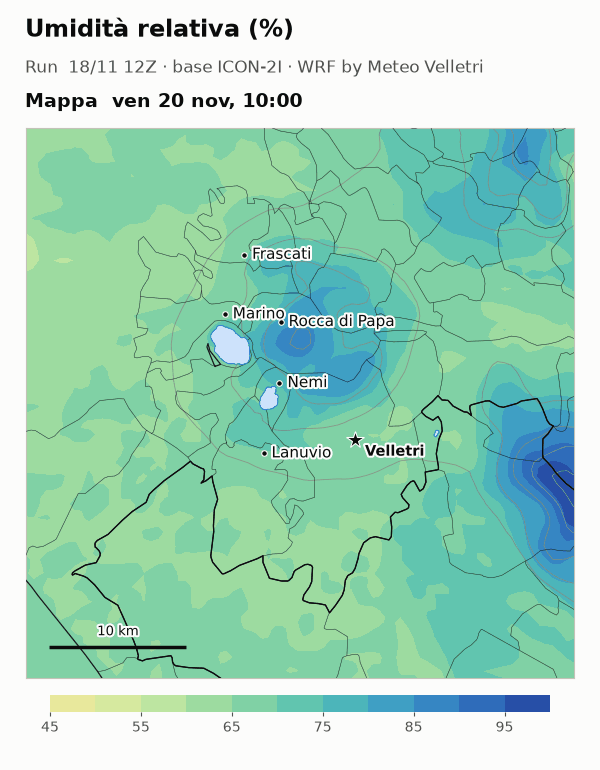 Umidità relativa (%)
Run  18/11 12Z · base ICON-2I · WRF by Meteo Velletri
Mappa  ven 20 nov, 10:00
Frascati
Marino
Rocca di Papa
Nemi
Velletri
Lanuvio
10 km
45 55 65 75 85 95